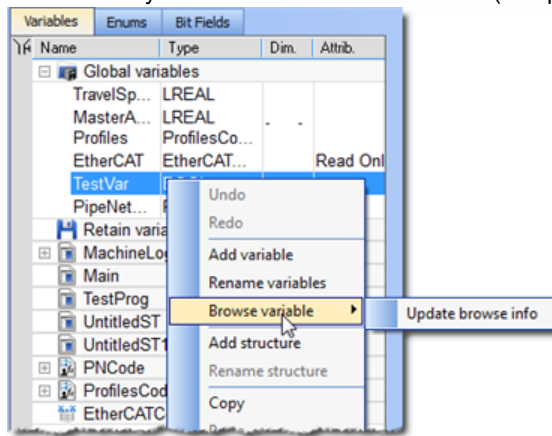 Variables Enums Bit Fields
Name Type Dim. Attrib.
Global variables
TravelSp... LREAL
MasterA... LREAL
Profiles ProfilesCo...
EtherCAT EtherCAT... Read Onl
TestVar
PipeNet...
Retain varia
MachineLo
Main
TestProg
UntitledST
UntitledST1
PNCode
ProfilesCod
EtherCATC
Undo
Redo
Add variable
Rename variables
Browse variable
Update browse info
Add structure
Rename structure
Copy